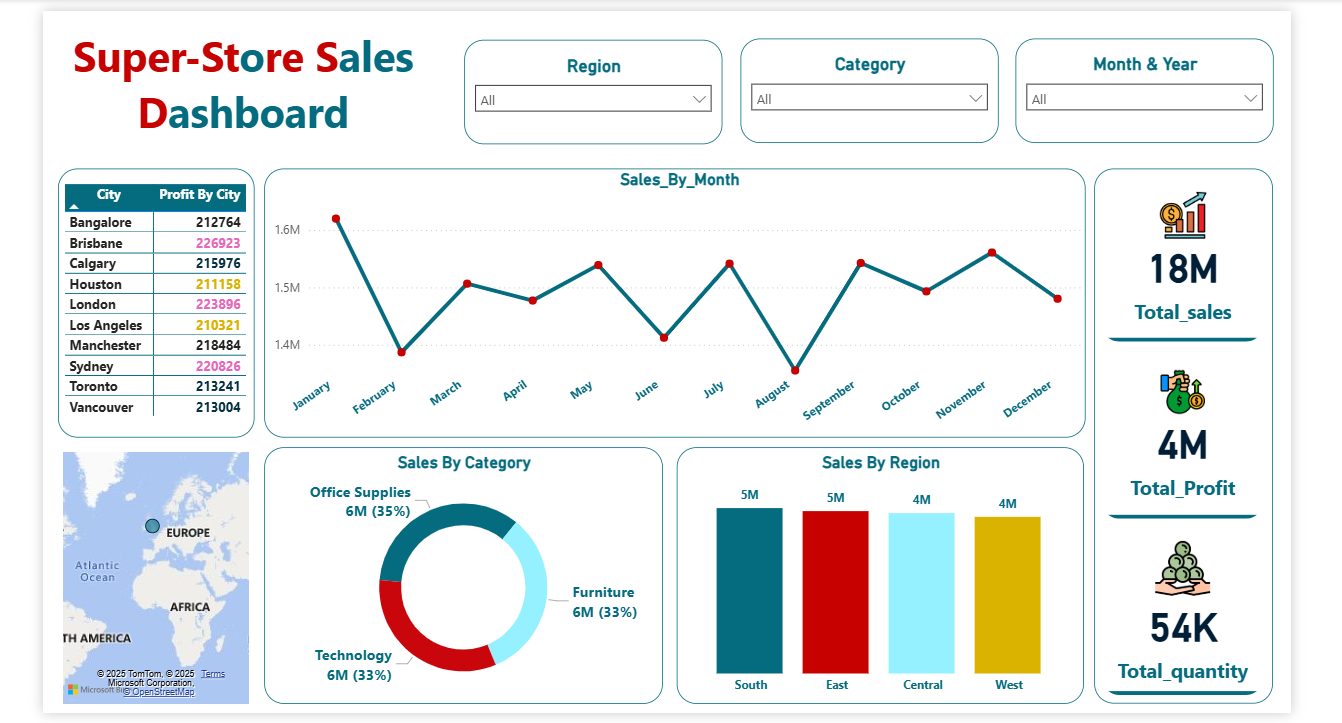 Super-Store Sales
Dashboard
Region
All
Category
All
Month & Year
All
City Profit By City
Bangalore 212764
Brisbane 226923
Calgary 215976
Houston 211158
London 223896
Los Angeles 210321
Manchester 218484
Sydney 220826
Toronto 213241
Vancouver 213004
Sales_By_Month
1.6M
1.5M
1.4M
January February March April May June July August September October November December
18M
Total_sales
4M
Total_Profit
54K
Total_quantity
EUROPE
Atlantic
Ocean
AFRICA
TH AMERICA
© 2025 TomTom, © 2025 Terms
Microsoft Corporation,
Microsoft Bi © OpenStreetMap
Sales By Category
Office Supplies
6M (35%)
Furniture
6M (33%)
Technology
6M (33%)
Sales By Region
5M 5M 4M 4M
South East Central West